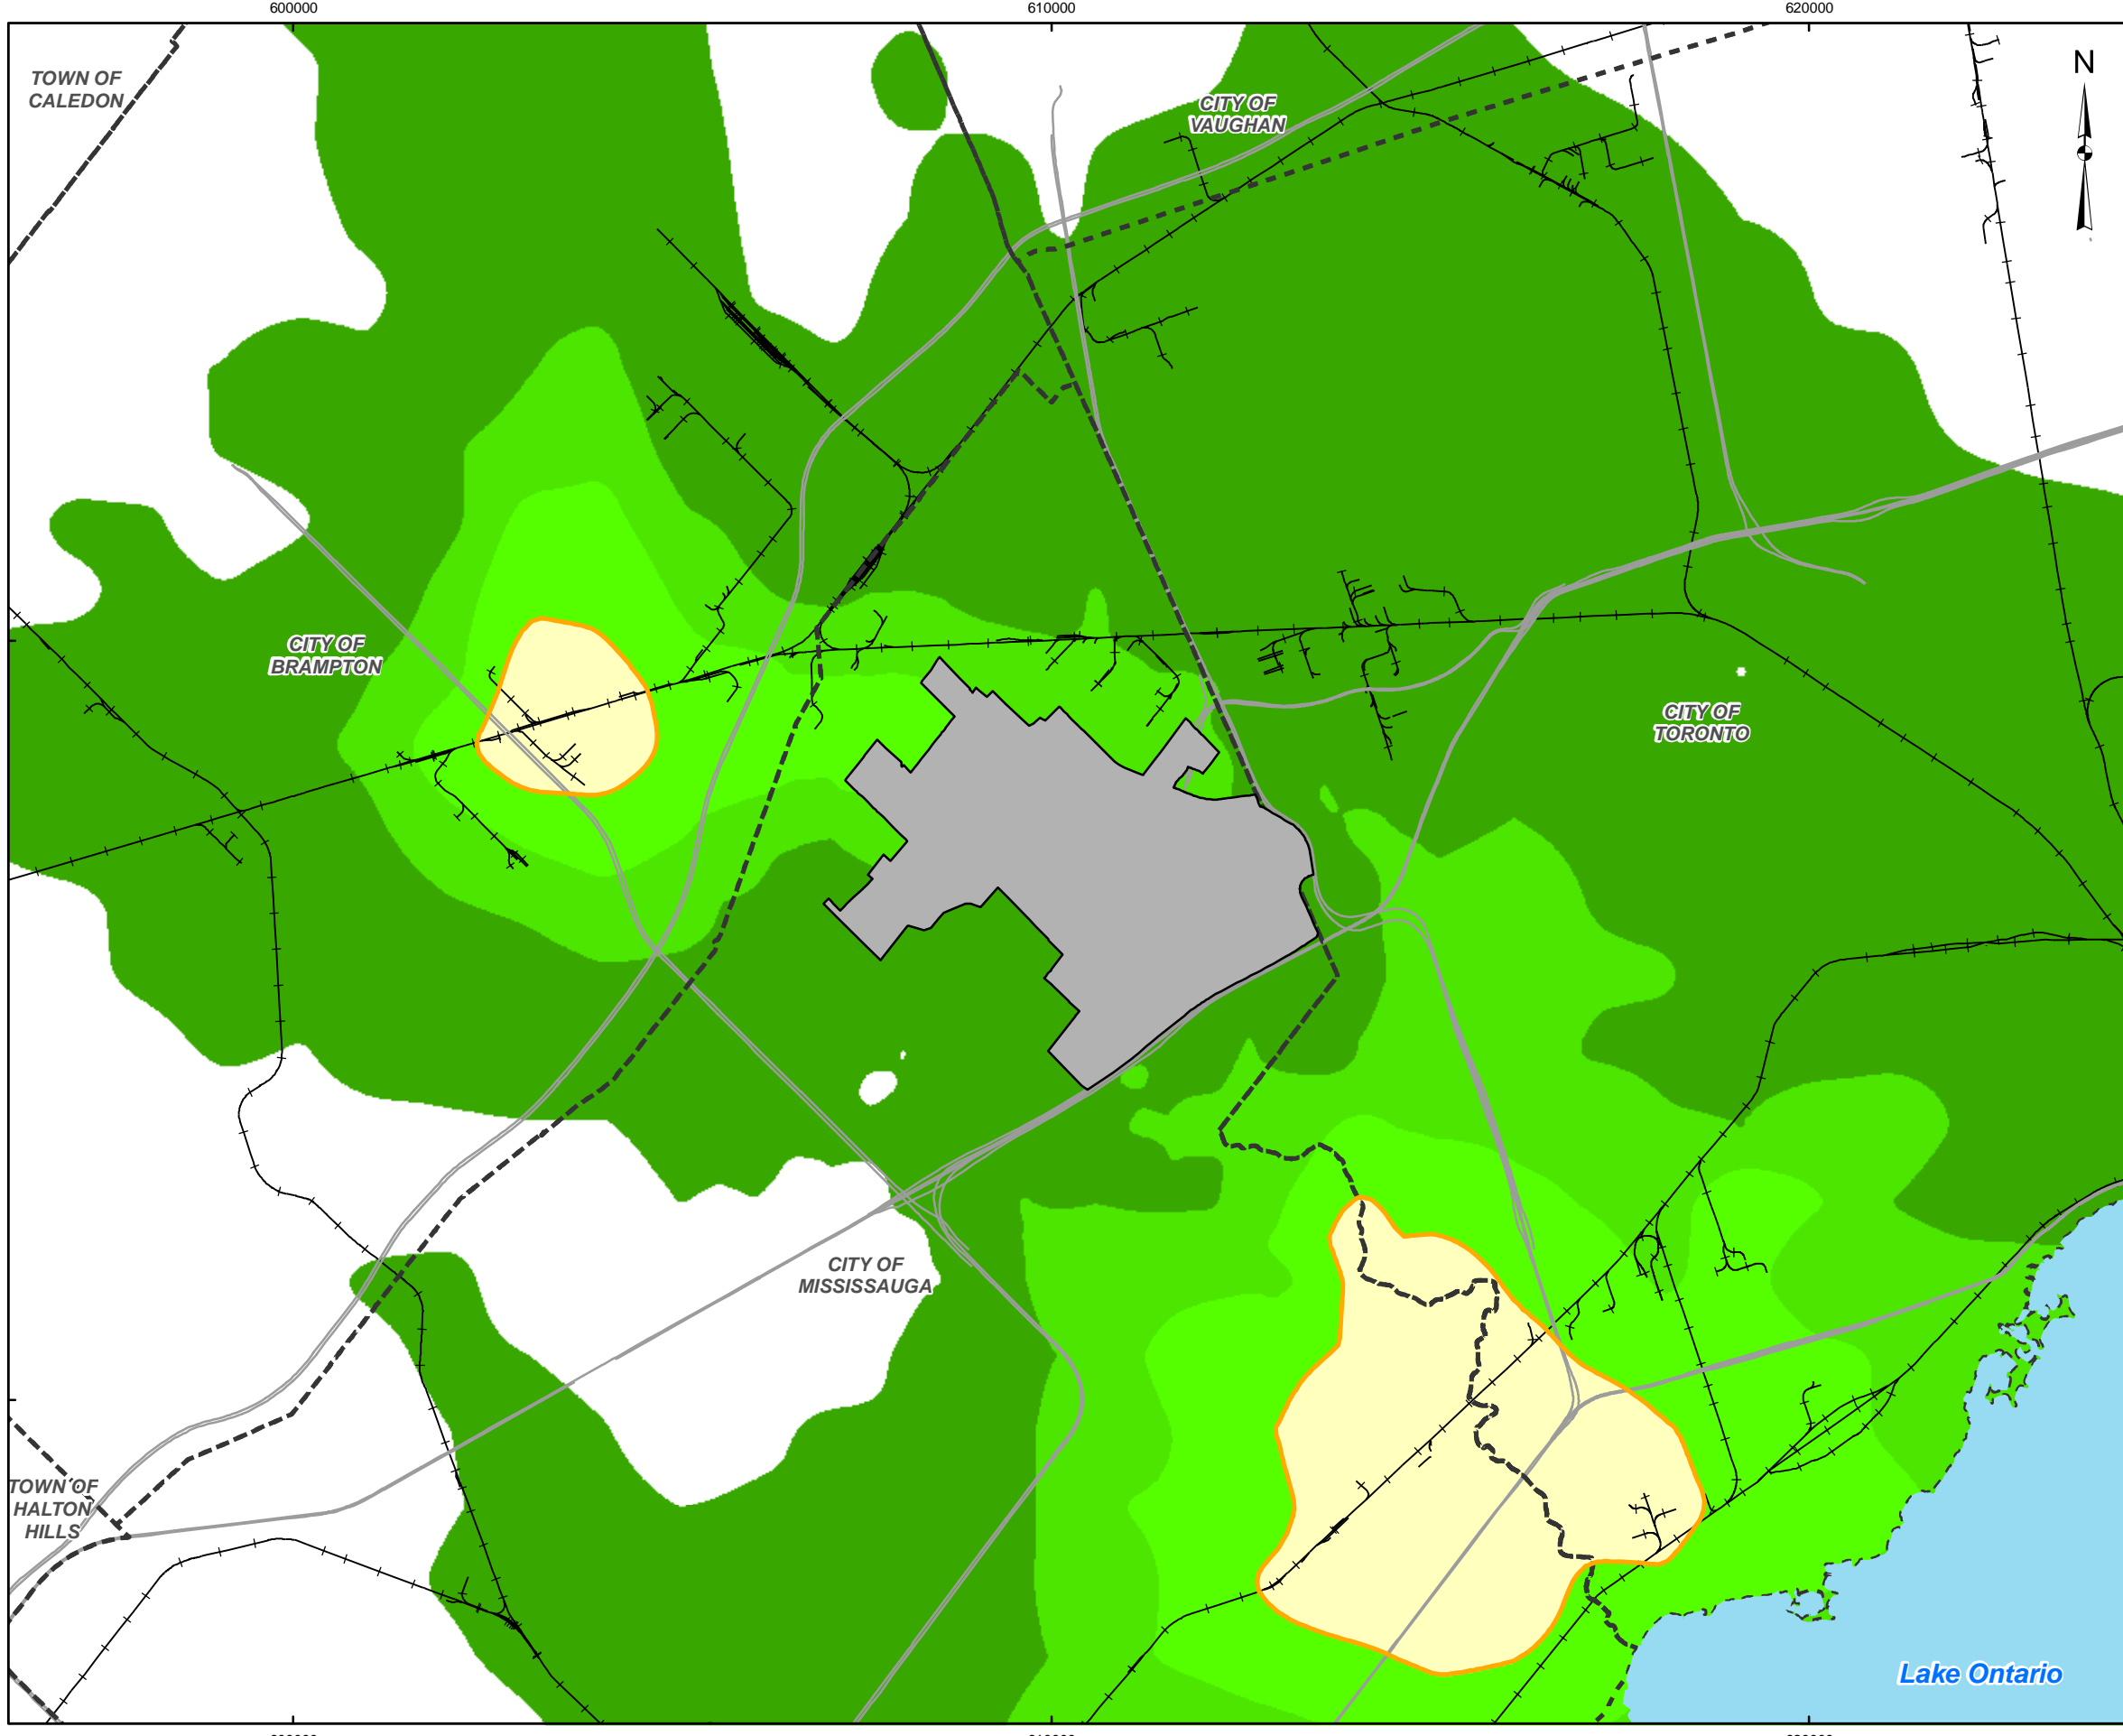 600000
610000
620000
N
TOWN OF
CALEDON
CITY OF
VAUGHAN
CITY OF
BRAMPTON
CITY OF
TORONTO
CITY OF
MISSISSAUGA
TOWN OF
HALTON
HILLS
Lake Ontario